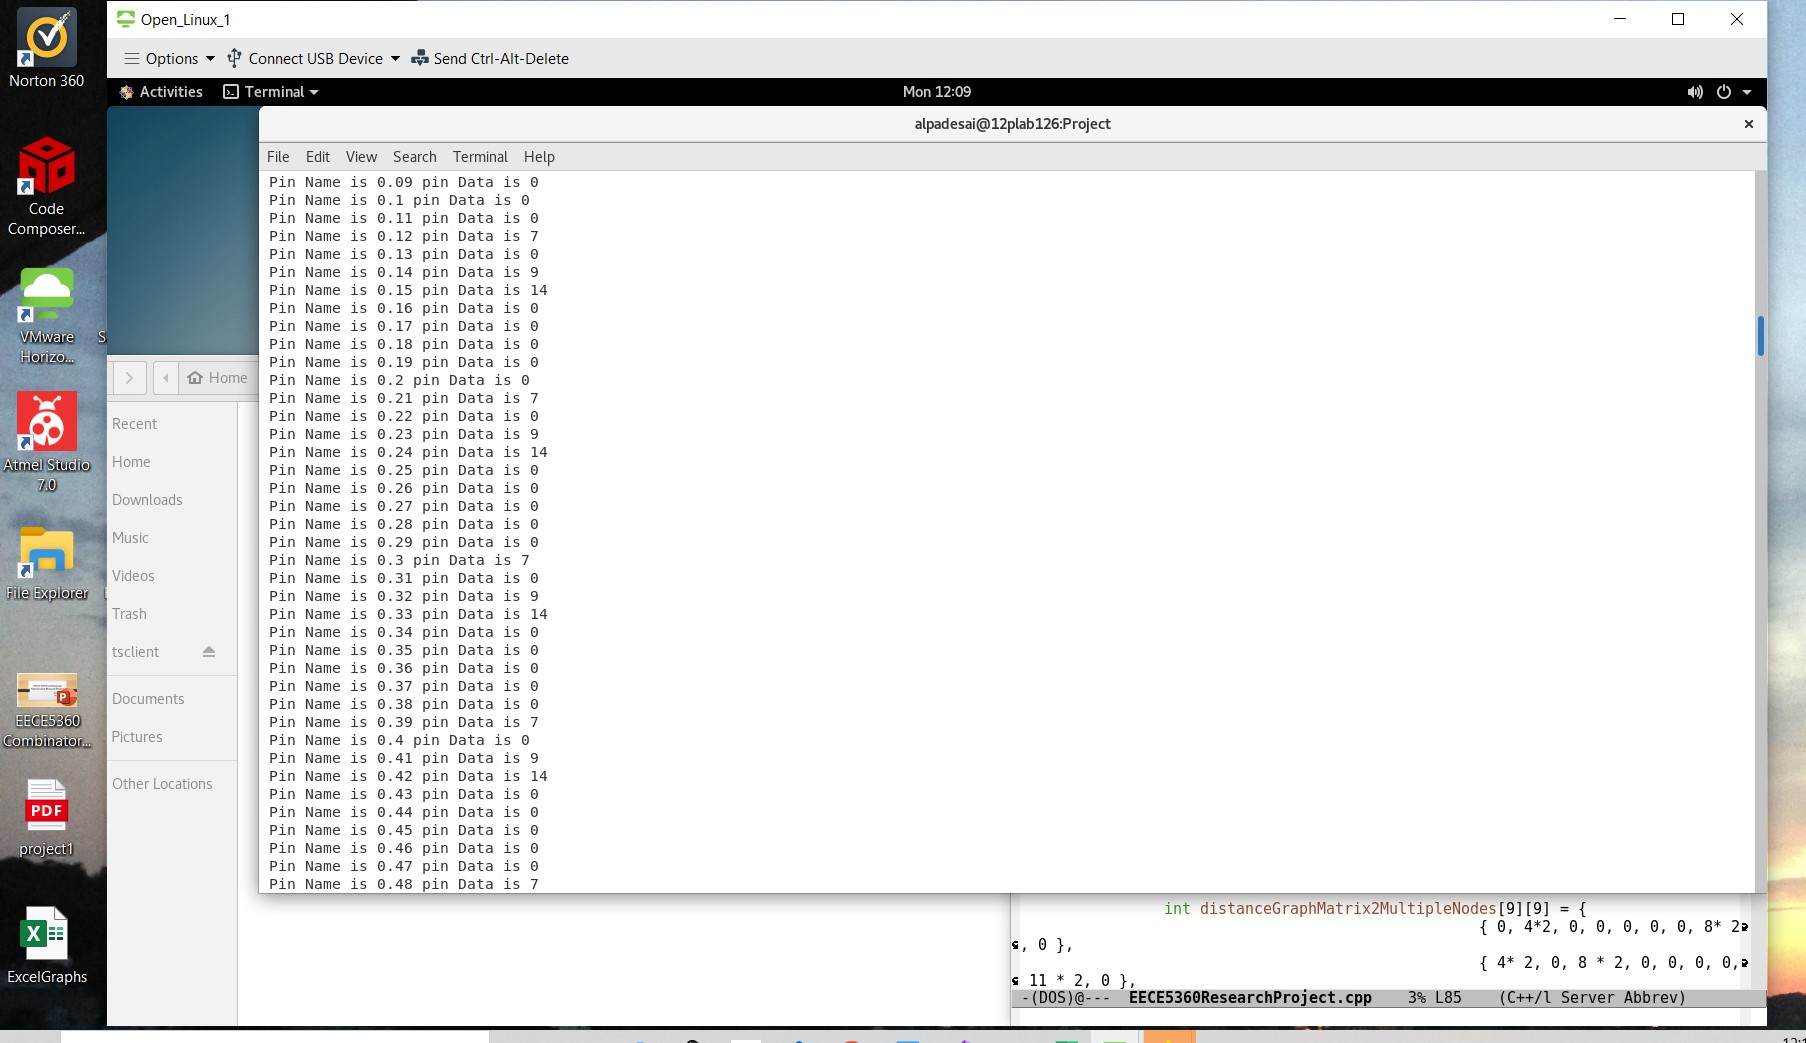 Norton 360
Code
Composer...
VMware
Horizo...
Atmel Studio
7.0
File Explorer
EECE5360
Combinator...
PDF
project1
ExcelGraphs
Open_Linux_1
Options
Connect USB Device
Send Ctrl-Alt-Delete
Activities
Terminal
Mon 12:09
alpadesai@12plab126:Project
File Edit View Search Terminal Help
Pin Name is 0.09 pin Data is 0
Pin Name is 0.1 pin Data is 0
Pin Name is 0.11 pin Data is 0
Pin Name is 0.12 pin Data is 7
Pin Name is 0.13 pin Data is 0
Pin Name is 0.14 pin Data is 9
Pin Name is 0.15 pin Data is 14
Pin Name is 0.16 pin Data is 0
Pin Name is 0.17 pin Data is 0
Pin Name is 0.18 pin Data is 0
Pin Name is 0.19 pin Data is 0
Pin Name is 0.2 pin Data is 0
Pin Name is 0.21 pin Data is 7
Pin Name is 0.22 pin Data is 0
Pin Name is 0.23 pin Data is 9
Pin Name is 0.24 pin Data is 14
Pin Name is 0.25 pin Data is 0
Pin Name is 0.26 pin Data is 0
Pin Name is 0.27 pin Data is 0
Pin Name is 0.28 pin Data is 0
Pin Name is 0.29 pin Data is 0
Pin Name is 0.3 pin Data is 7
Pin Name is 0.31 pin Data is 0
Pin Name is 0.32 pin Data is 9
Pin Name is 0.33 pin Data is 14
Pin Name is 0.34 pin Data is 0
Pin Name is 0.35 pin Data is 0
Pin Name is 0.36 pin Data is 0
Pin Name is 0.37 pin Data is 0
Pin Name is 0.38 pin Data is 0
Pin Name is 0.39 pin Data is 7
Pin Name is 0.4 pin Data is 0
Pin Name is 0.41 pin Data is 9
Pin Name is 0.42 pin Data is 14
Pin Name is 0.43 pin Data is 0
Pin Name is 0.44 pin Data is 0
Pin Name is 0.45 pin Data is 0
Pin Name is 0.46 pin Data is 0
Pin Name is 0.47 pin Data is 0
Pin Name is 0.48 pin Data is 7
Home
Recent
Home
Downloads
Music
Videos
Trash
tsclient
Documents
Pictures
Other Locations
int distanceGraphMatrix2MultipleNodes[9][9] = {
{ 0, 4*2, 0, 0, 0, 0, 0, 8* 2
, 0 },
{ 4* 2, 0, 8 * 2, 0, 0, 0, 0,
11 * 2, 0 },
-(DOS)@--- EECE5360ResearchProject.cpp 3% L85 (C++/l Server Abbrev)